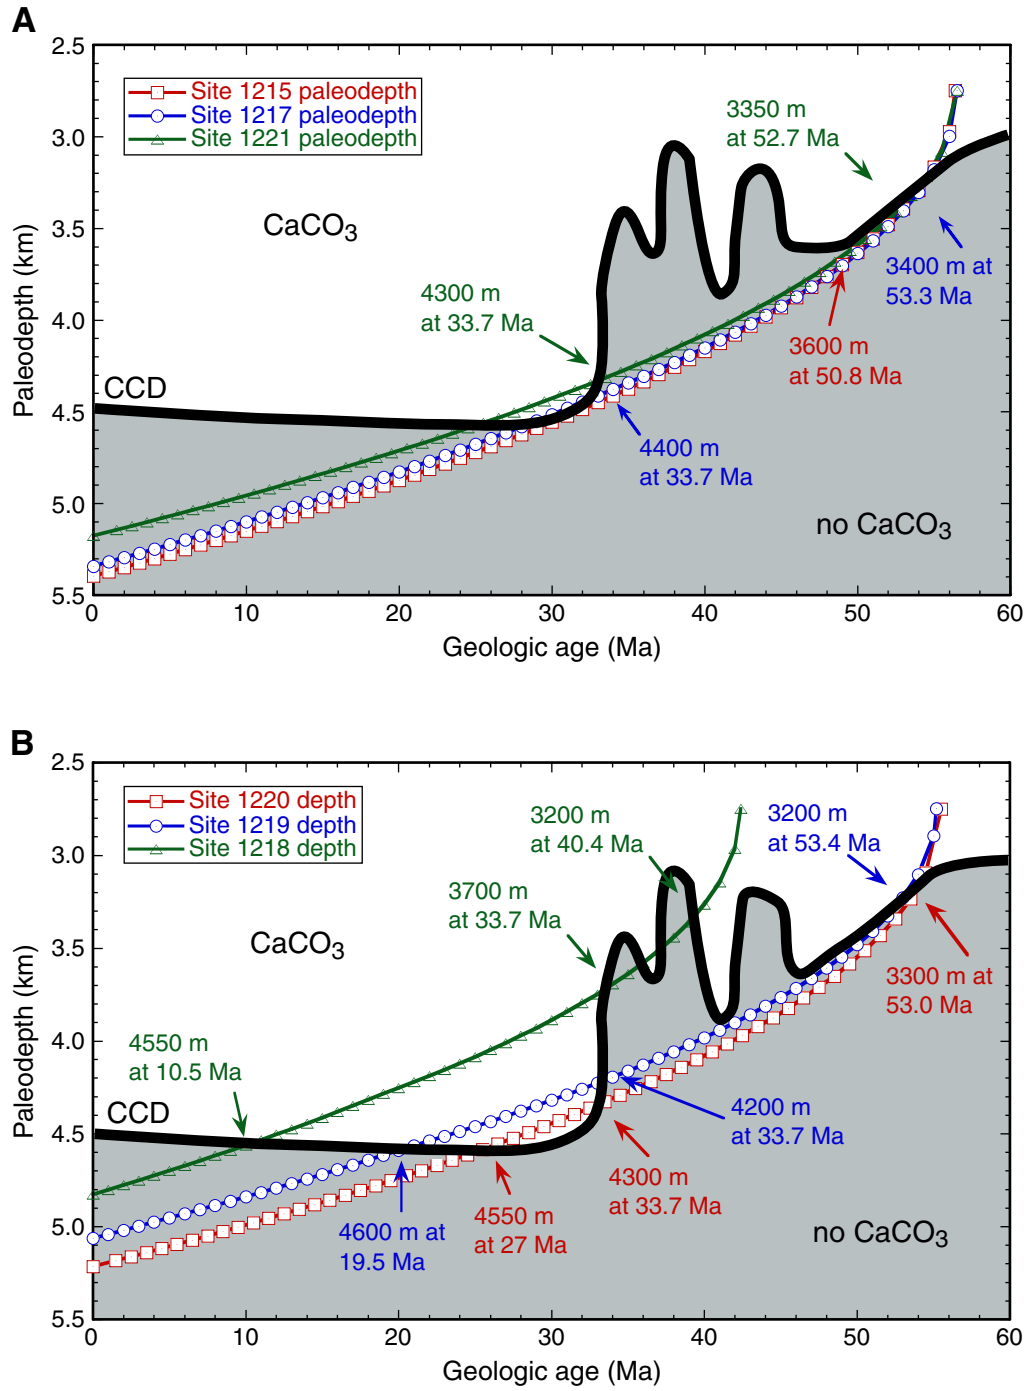 A
2.5
3.0
3.5
4.0
4.5
5.0
5.5
Paleodepth (km)
Site 1215 paleodepth
Site 1217 paleodepth
Site 1221 paleodepth
3350 m
at 52.7 Ma
CaCO3
3400 m at
53.3 Ma
4300 m
at 33.7 Ma
3600 m
at 50.8 Ma
CCD
4400 m
at 33.7 Ma
no CaCO3
0 10 20 30 40 50 60
Geologic age (Ma)
B
2.5
3.0
3.5
4.0
4.5
5.0
5.5
Paleodepth (km)
Site 1220 depth
Site 1219 depth
Site 1218 depth
3200 m
at 40.4 Ma
3200 m
at 53.4 Ma
3700 m
at 33.7 Ma
CaCO3
3300 m at
53.0 Ma
4550 m
at 10.5 Ma
CCD
4200 m
at 33.7 Ma
4300 m
at 33.7 Ma
4600 m at
19.5 Ma
4550 m
at 27 Ma
no CaCO3
0 10 20 30 40 50 60
Geologic age (Ma)